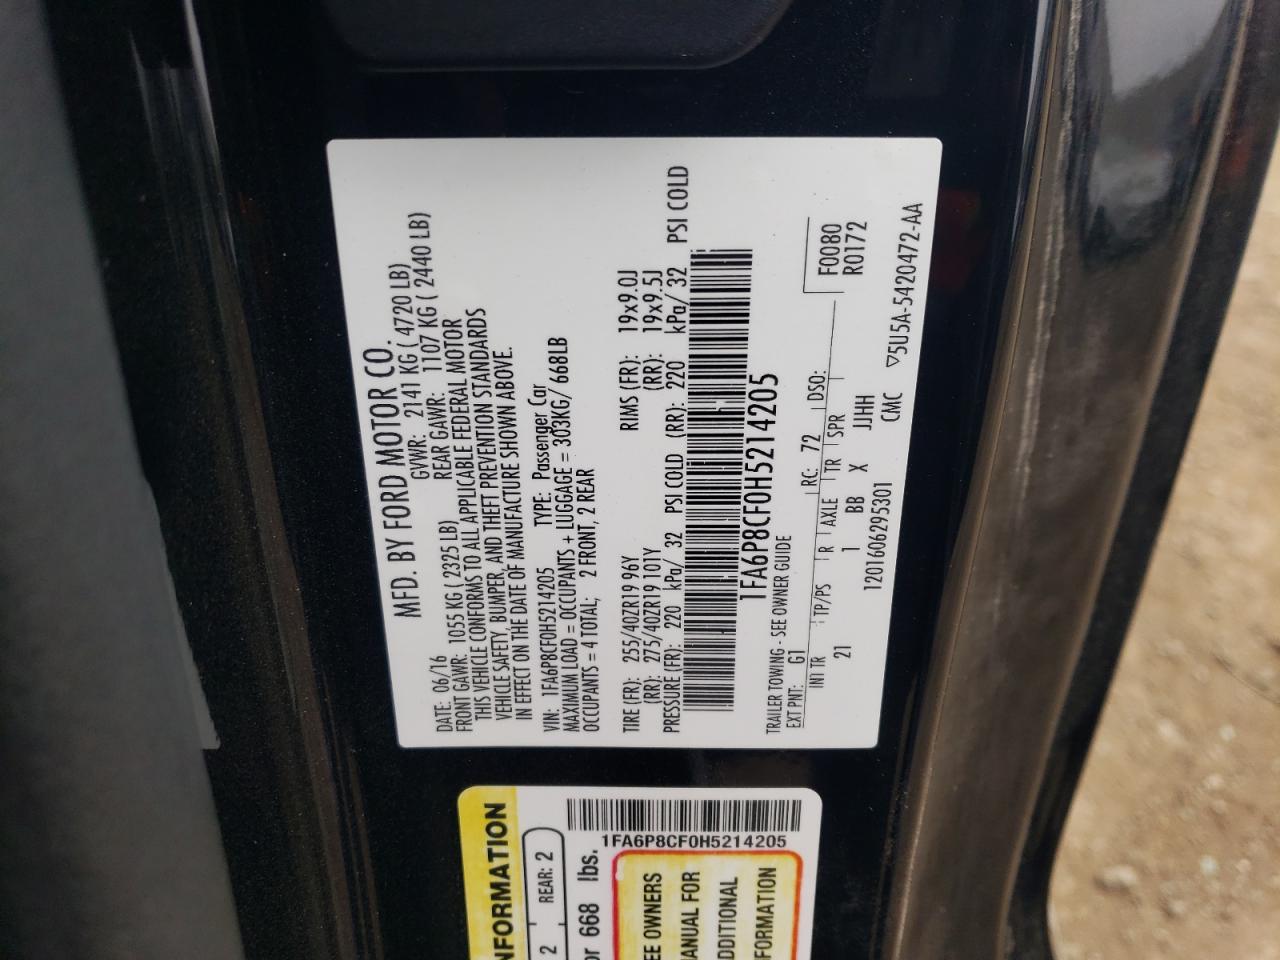 MFD. BY FORD MOTOR CO.
DATE: 06/16 GVWR: 2141 KG ( 4720 LB)
FRONT GAWR: 1055 KG ( 2325 LB) REAR GAWR: 1107 KG ( 2440 LB)
THIS VEHICLE CONFORMS TO ALL APPLICABLE FEDERAL MOTOR
VEHICLE SAFETY, BUMPER, AND THEFT PREVENTION STANDARDS
IN EFFECT ON THE DATE OF MANUFACTURE SHOWN ABOVE.
VIN: 1FA6P8CF0H5214205 TYPE: Passenger Car
MAXIMUM LOAD = OCCUPANTS + LUGGAGE = 303KG/ 668LB
OCCUPANTS = 4 TOTAL; 2 FRONT, 2 REAR
TIRE (FR): 255/40ZR19 96Y RIMS (FR): 19x9.0J
(RR): 275/40ZR19 101Y (RR): 19x9.5J
PRESSURE (FR): 220 kPa/ 32 PSI COLD (RR): 220 kPa/ 32 PSI COLD
1FA6P8CF0H5214205
TRAILER TOWING - SEE OWNER GUIDE
F0080
EXT PNT: G1 RC: 72 DSO: R0172
INT TR TP/PS R AXLE TR SPR
21 1 BB X JJHH
CMC
1201606295301 ▽5U5A-5420472-AA
1FA6P8CF0H5214205
NFORMATION
2 REAR: 2
or 668 lbs.
EE OWNERS
ANUAL FOR
DDITIONAL
FORMATION